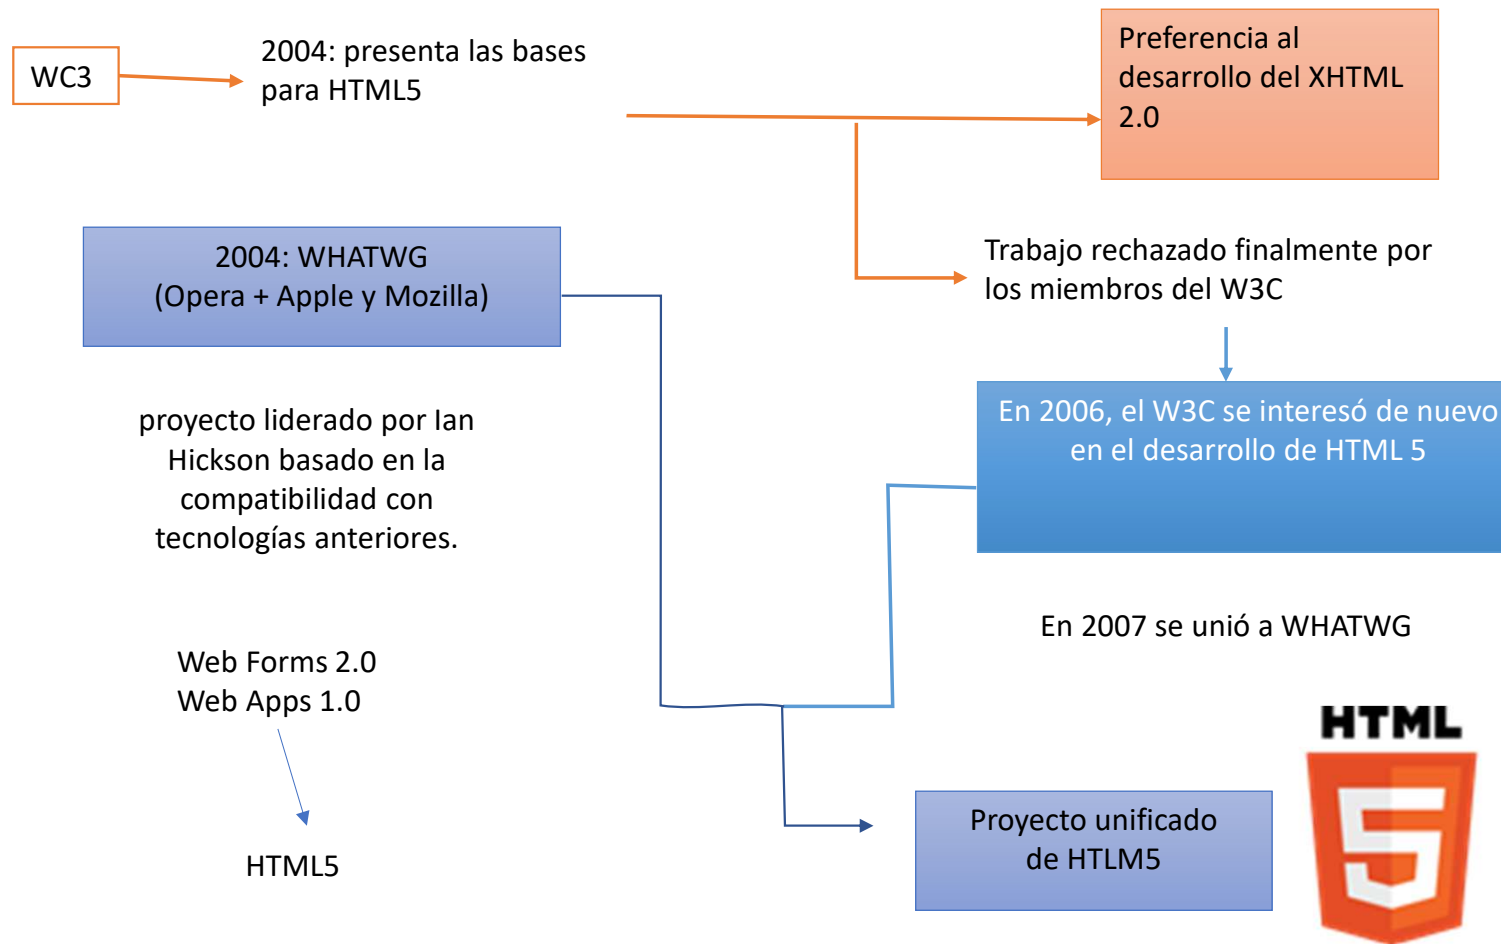 WC3
2004: presenta las bases
para HTML5
Preferencia al
desarrollo del XHTML
2.0
Trabajo rechazado finalmente por
los miembros del W3C
2004: WHATWG
(Opera + Apple y Mozilla)
proyecto liderado por Ian
Hickson basado en la
compatibilidad con
tecnologías anteriores.
En 2006, el W3C se interesó de nuevo
en el desarrollo de HTML 5
En 2007 se unió a WHATWG
Web Forms 2.0
Web Apps 1.0
HTML5
Proyecto unificado
de HTLM5
HTML
5